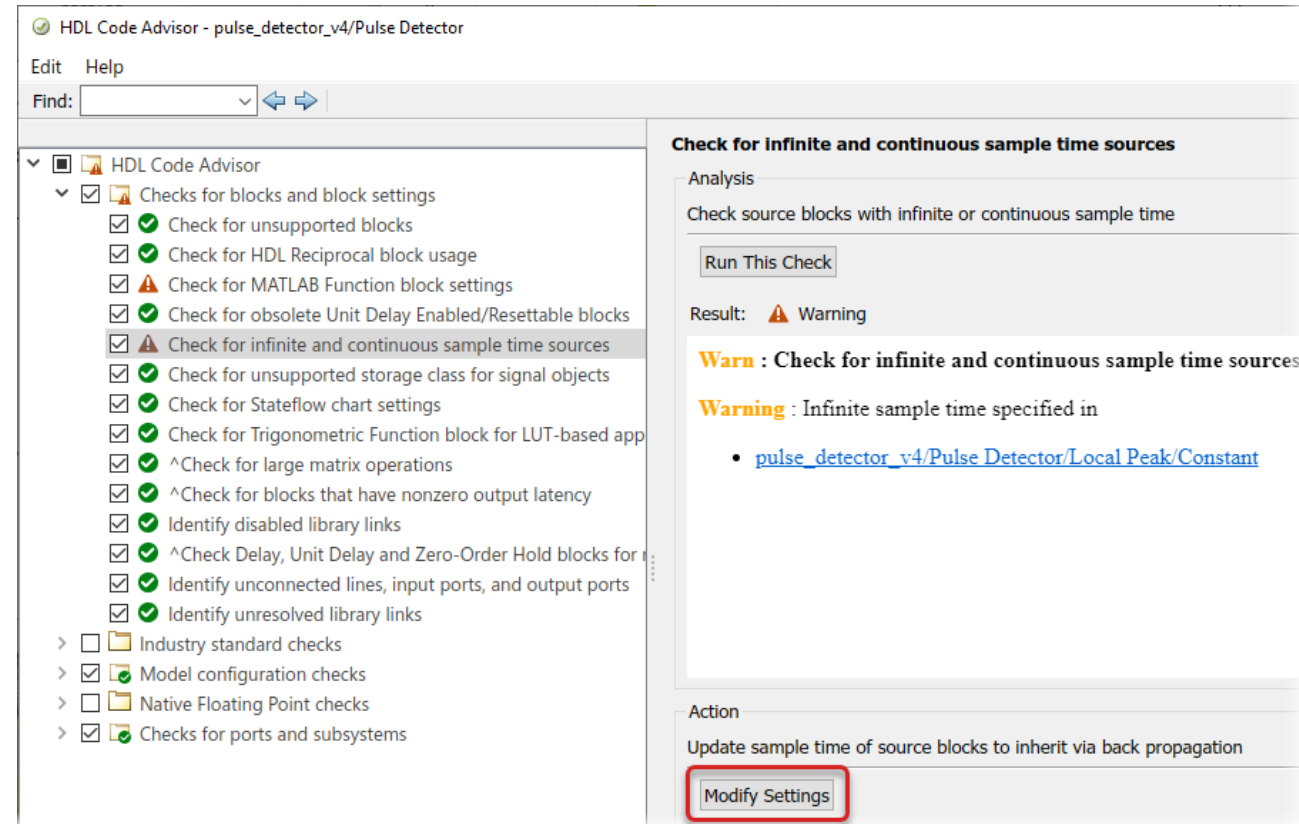 HDL Code Advisor - pulse_detector_v4/Pulse Detector
Edit Help
Find:
HDL Code Advisor
Checks for blocks and block settings
Check for unsupported blocks
Check for HDL Reciprocal block usage
Check for MATLAB Function block settings
Check for obsolete Unit Delay Enabled/Resettable blocks
Check for infinite and continuous sample time sources
Check for unsupported storage class for signal objects
Check for Stateflow chart settings
Check for Trigonometric Function block for LUT-based app
^Check for large matrix operations
^Check for blocks that have nonzero output latency
Identify disabled library links
^Check Delay, Unit Delay and Zero-Order Hold blocks for
Identify unconnected lines, input ports, and output ports
Identify unresolved library links
Industry standard checks
Model configuration checks
Native Floating Point checks
Checks for ports and subsystems
Check for infinite and continuous sample time sources
Analysis
Check source blocks with infinite or continuous sample time
Run This Check
Result: Warning
Warn : Check for infinite and continuous sample time sources
Warning : Infinite sample time specified in
• pulse_detector_v4/Pulse Detector/Local Peak/Constant
Action
Update sample time of source blocks to inherit via back propagation
Modify Settings